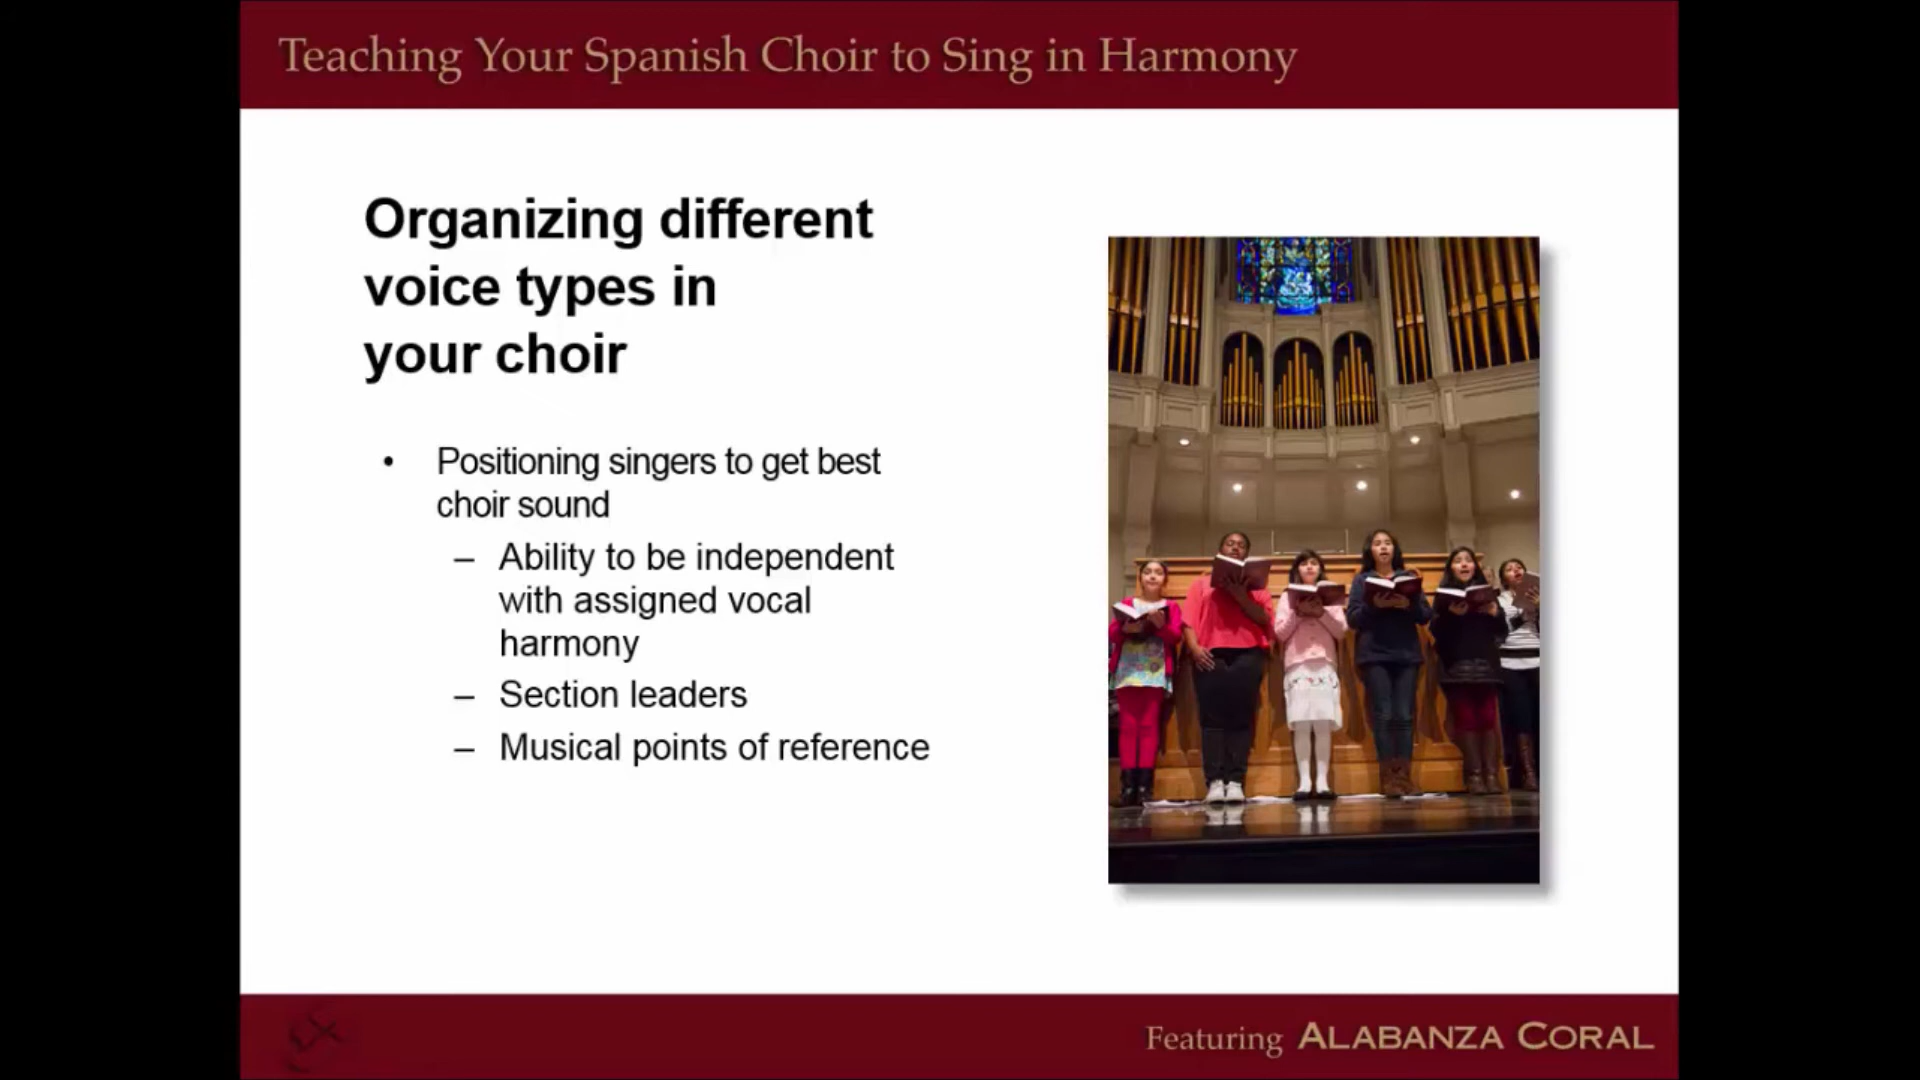 Teaching Your Spanish Choir to Sing in Harmony
Organizing different
voice types in
your choir
• Positioning singers to get best
choir sound
– Ability to be independent
with assigned vocal
harmony
– Section leaders
– Musical points of reference
Featuring ALABANZA CORAL